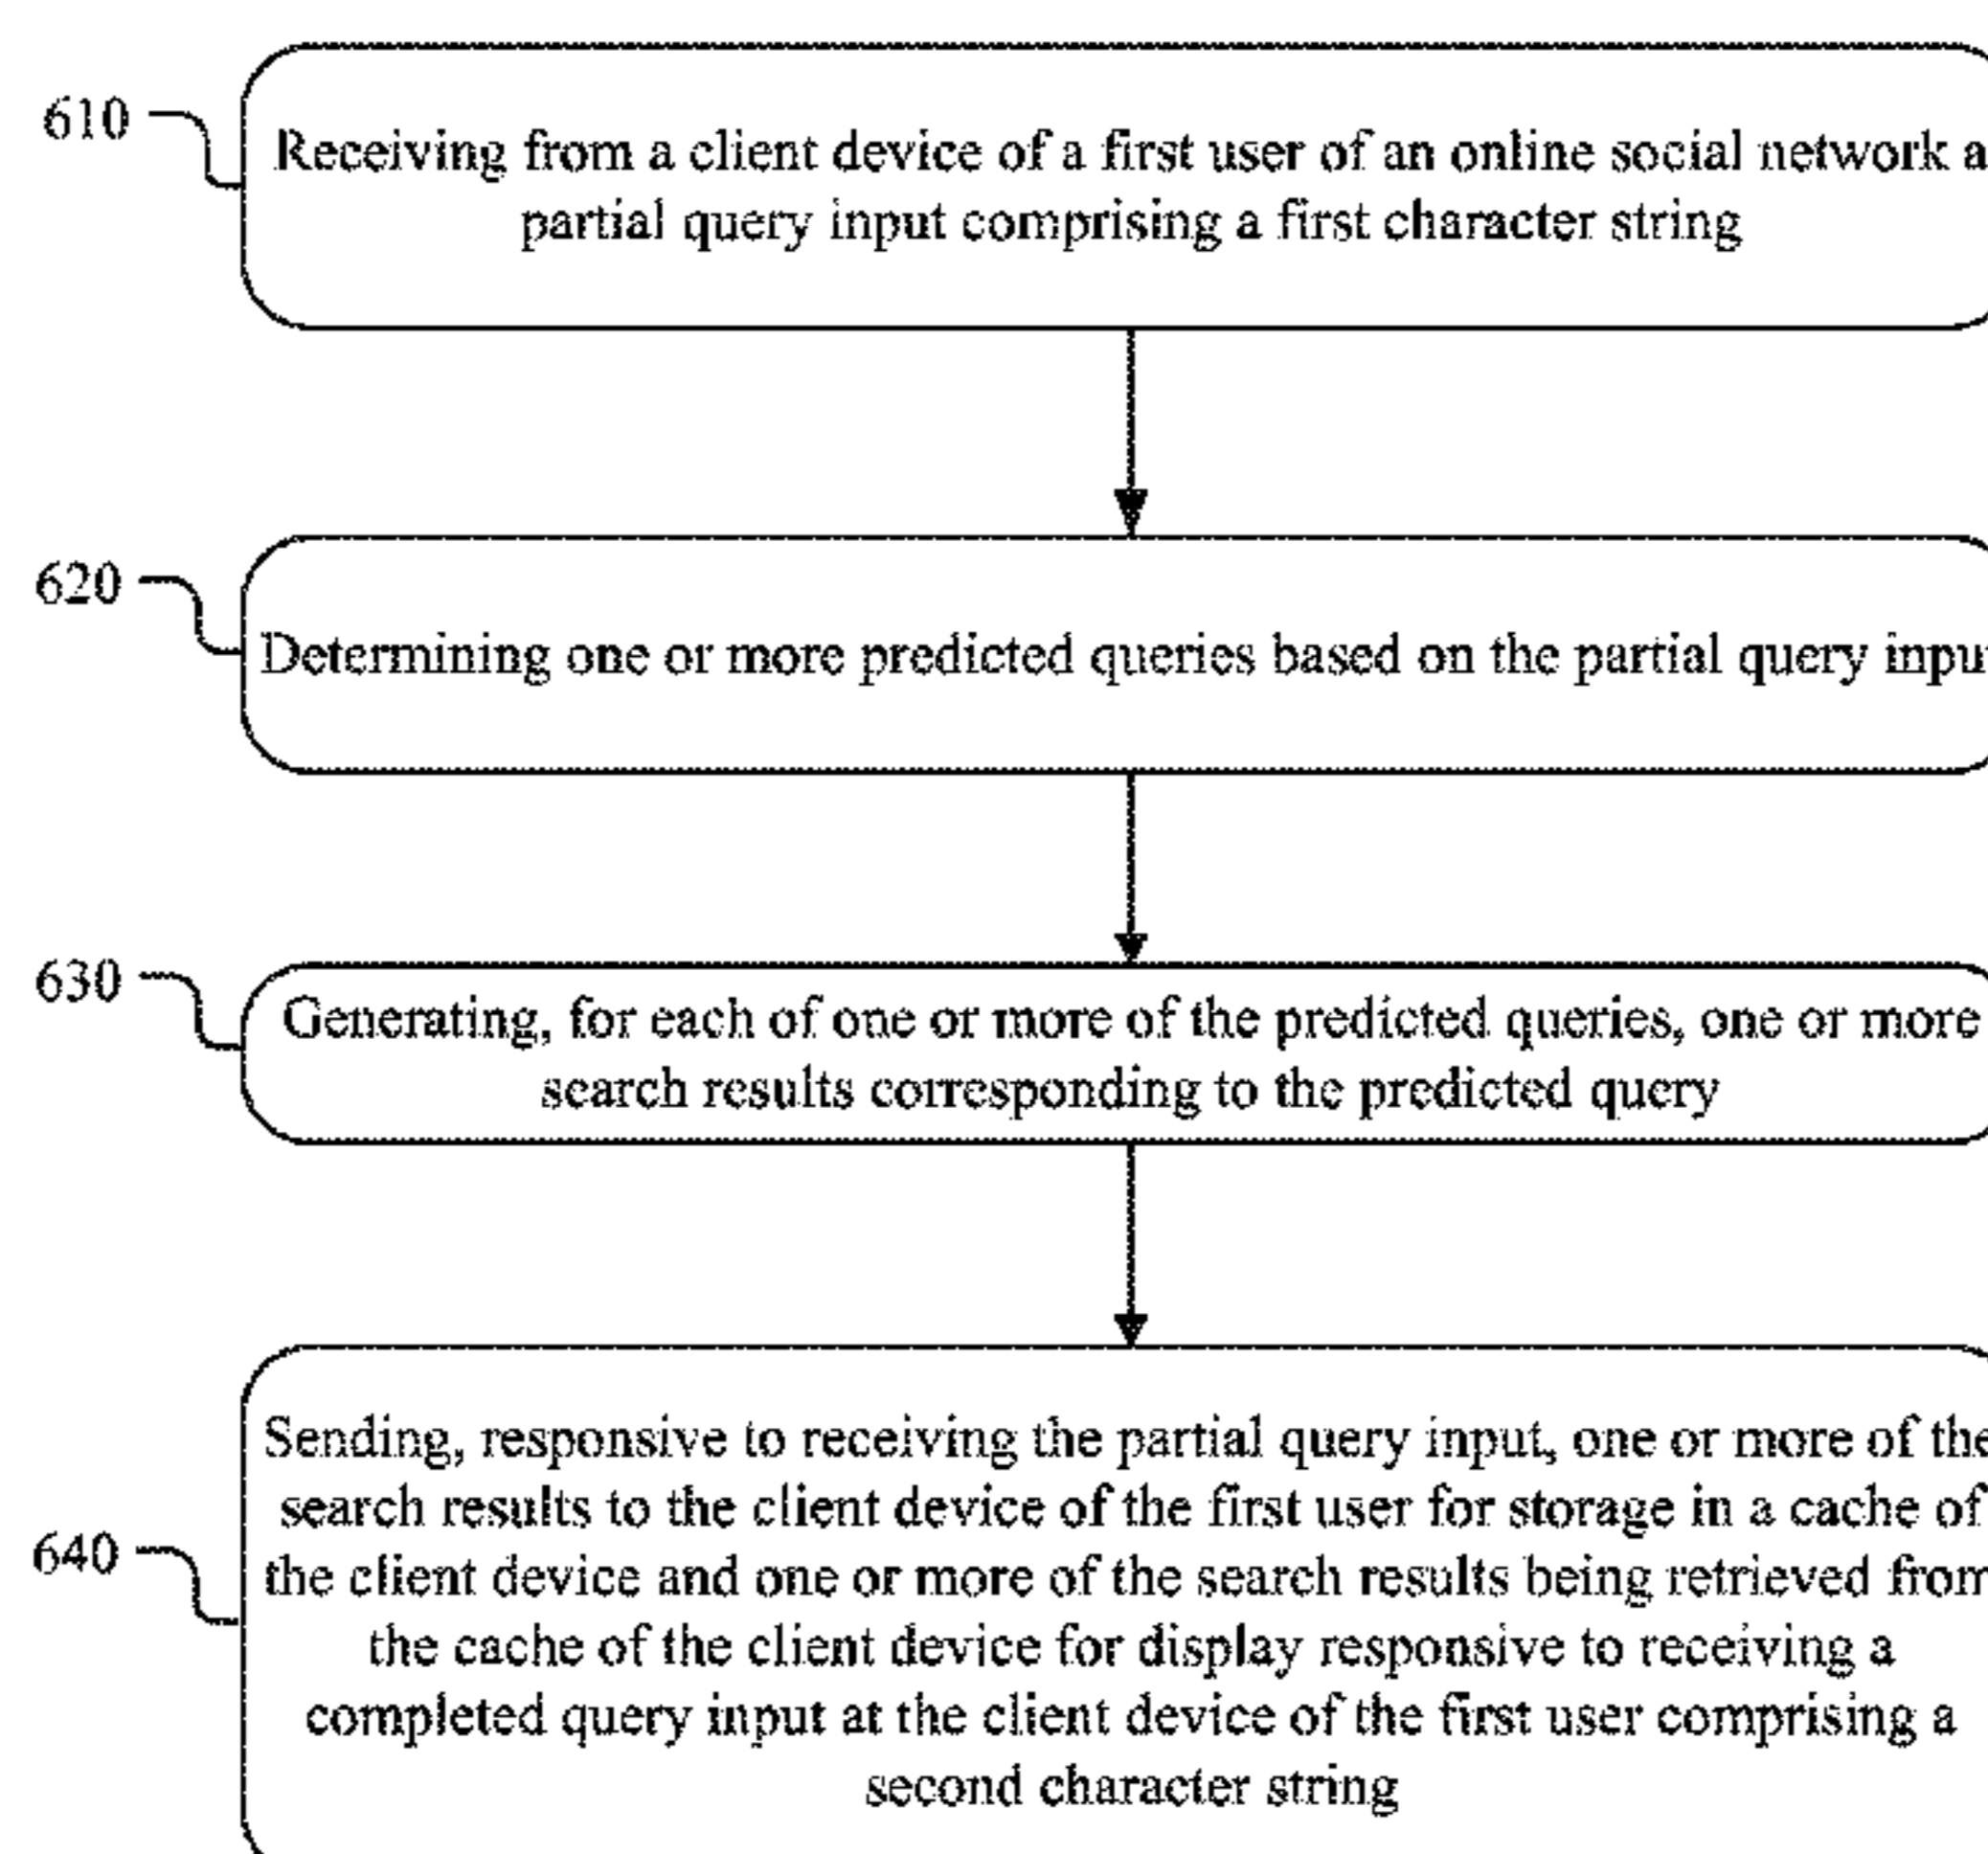 610
Receiving from a client device of a first user of an online social network a
partial query input comprising a first character string
620
Determining one or more predicted queries based on the partial query input
630
Generating, for each of one or more of the predicted queries, one or more
search results corresponding to the predicted query
640
Sending, responsive to receiving the partial query input, one or more of the
search results to the client device of the first user for storage in a cache of
the client device and one or more of the search results being retrieved from
the cache of the client device for display responsive to receiving a
completed query input at the client device of the first user comprising a
second character string